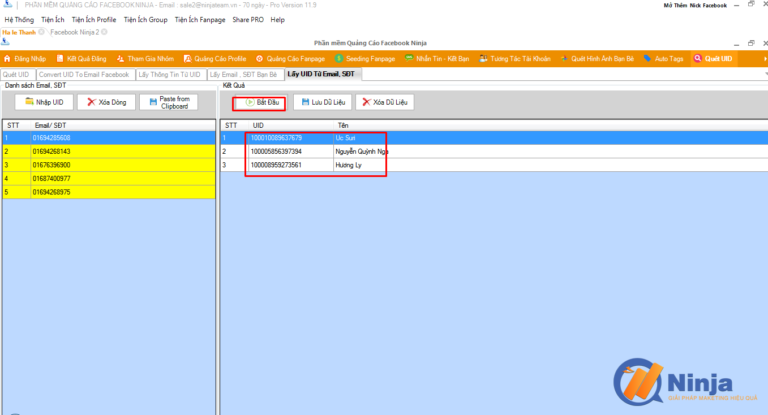 PHẦN MỀM QUẢNG CÁO FACEBOOK NINJA - Email : sale2@ninjateam.vn - 70 ngày - Pro Version 11.9
Mở Thêm Nick Facebook
Hệ Thống Tiện Ích Tiện Ích Profile Tiện Ích Group Tiện Ích Fanpage Share PRO Help
Facebook Ninja 2
Phần mềm Quảng Cáo Facebook Ninja
Đăng Nhập Kết Quả Đăng Tham Gia Nhóm Quảng Cáo Profile Quảng Cáo Fanpage Seeding Fanpage Nhắn Tin - Kết Bạn Tương Tác Tài Khoản Quét Hình Ảnh Bạn Bè Auto Tags Quét UID
Quét UID Convert UID To Email Facebook Lấy Thông Tin Từ UID Lấy Email , SĐT Bạn Bè Lấy UID Từ Email, SĐT
Danh sách Email, SĐT Kết Quả
Nhập UID Xóa Dòng Paste from Clipboard Bắt Đầu Lưu Dữ Liệu Xóa Dữ Liệu
STT Email/ SĐT STT UID Tên
1 01694285608 1 100010089637679 Uc Sun
2 01694268143 2 100005856397394 Nguyễn Quỳnh Nga
3 01676396900 3 100008959273561 Hương Ly
4 01687400977
5 01694268975
Ninja
GIẢI PHÁP MARKETING HIỆU QUẢ